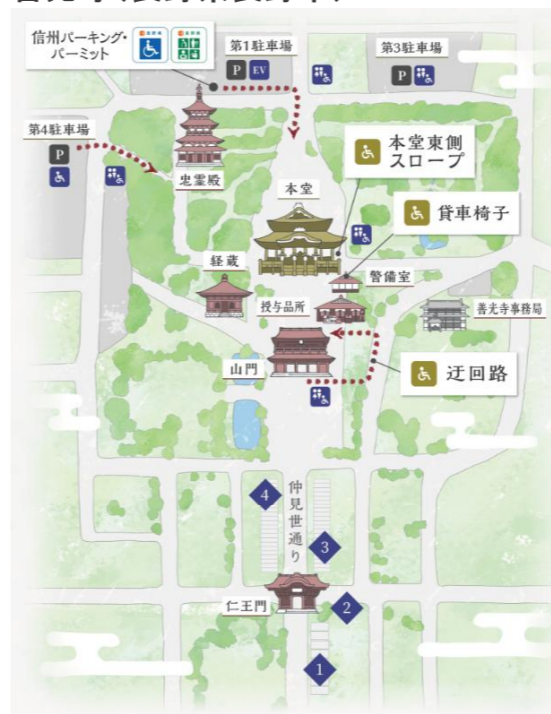 信州パーキング・
パーミット
第1駐車場
P EV
第3駐車場
P
第4駐車場
P
忠霊殿
本堂
本堂東側
スロープ
貸車椅子
経蔵
警備室
授与品所
善光寺事務局
山門
迂回路
仲見世通り
4
3
仁王門
2
1